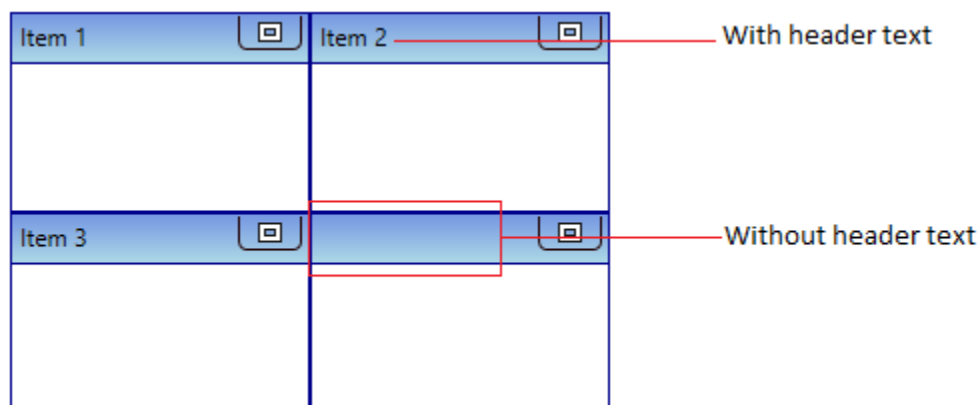 Item 1
Item 2
With header text
Item 3
Without header text